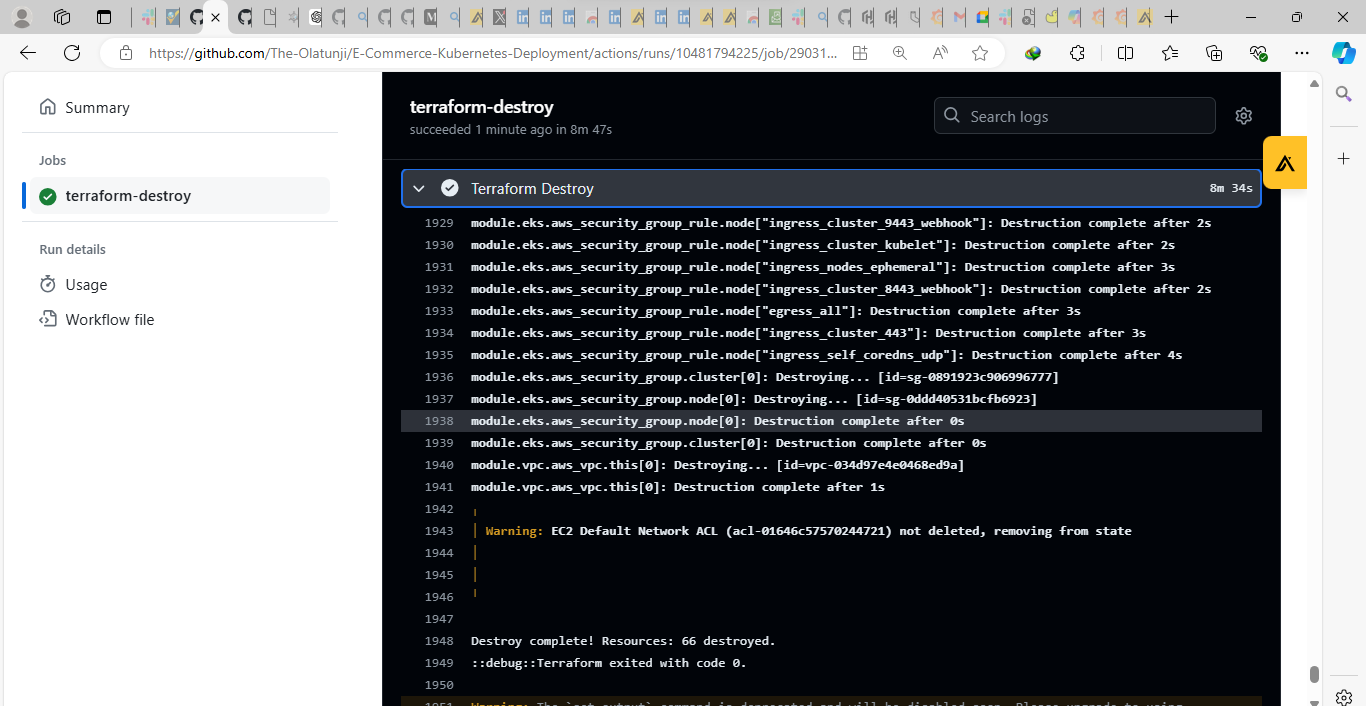 github
https://github.com/The-Olatunji/E-Commerce-Kubernetes-Deployment/actions/runs/10481794225/job/29031...
Summary
Jobs
terraform-destroy
Run details
Usage
Workflow file
terraform-destroy
succeeded 1 minute ago in 8m 47s
Search logs
Terraform Destroy 8m 34s
1929 module.eks.aws_security_group_rule.node["ingress_cluster_9443_webhook"]: Destruction complete after 2s
1930 module.eks.aws_security_group_rule.node["ingress_cluster_kubelet"]: Destruction complete after 2s
1931 module.eks.aws_security_group_rule.node["ingress_nodes_ephemeral"]: Destruction complete after 3s
1932 module.eks.aws_security_group_rule.node["ingress_cluster_8443_webhook"]: Destruction complete after 2s
1933 module.eks.aws_security_group_rule.node["egress_all"]: Destruction complete after 3s
1934 module.eks.aws_security_group_rule.node["ingress_cluster_443"]: Destruction complete after 3s
1935 module.eks.aws_security_group_rule.node["ingress_self_coredns_udp"]: Destruction complete after 4s
1936 module.eks.aws_security_group.cluster[0]: Destroying... [id=sg-0891923c906996777]
1937 module.eks.aws_security_group.node[0]: Destroying... [id=sg-0ddd40531bcfb6923]
1938 module.eks.aws_security_group.node[0]: Destruction complete after 0s
1939 module.eks.aws_security_group.cluster[0]: Destruction complete after 0s
1940 module.vpc.aws_vpc.this[0]: Destroying... [id=vpc-034d97e4e0468ed9a]
1941 module.vpc.aws_vpc.this[0]: Destruction complete after 1s
1942
1943 Warning: EC2 Default Network ACL (acl-01646c57570244721) not deleted, removing from state
1944
1945
1946
1947
1948 Destroy complete! Resources: 66 destroyed.
1949 ::debug::Terraform exited with code 0.
1950